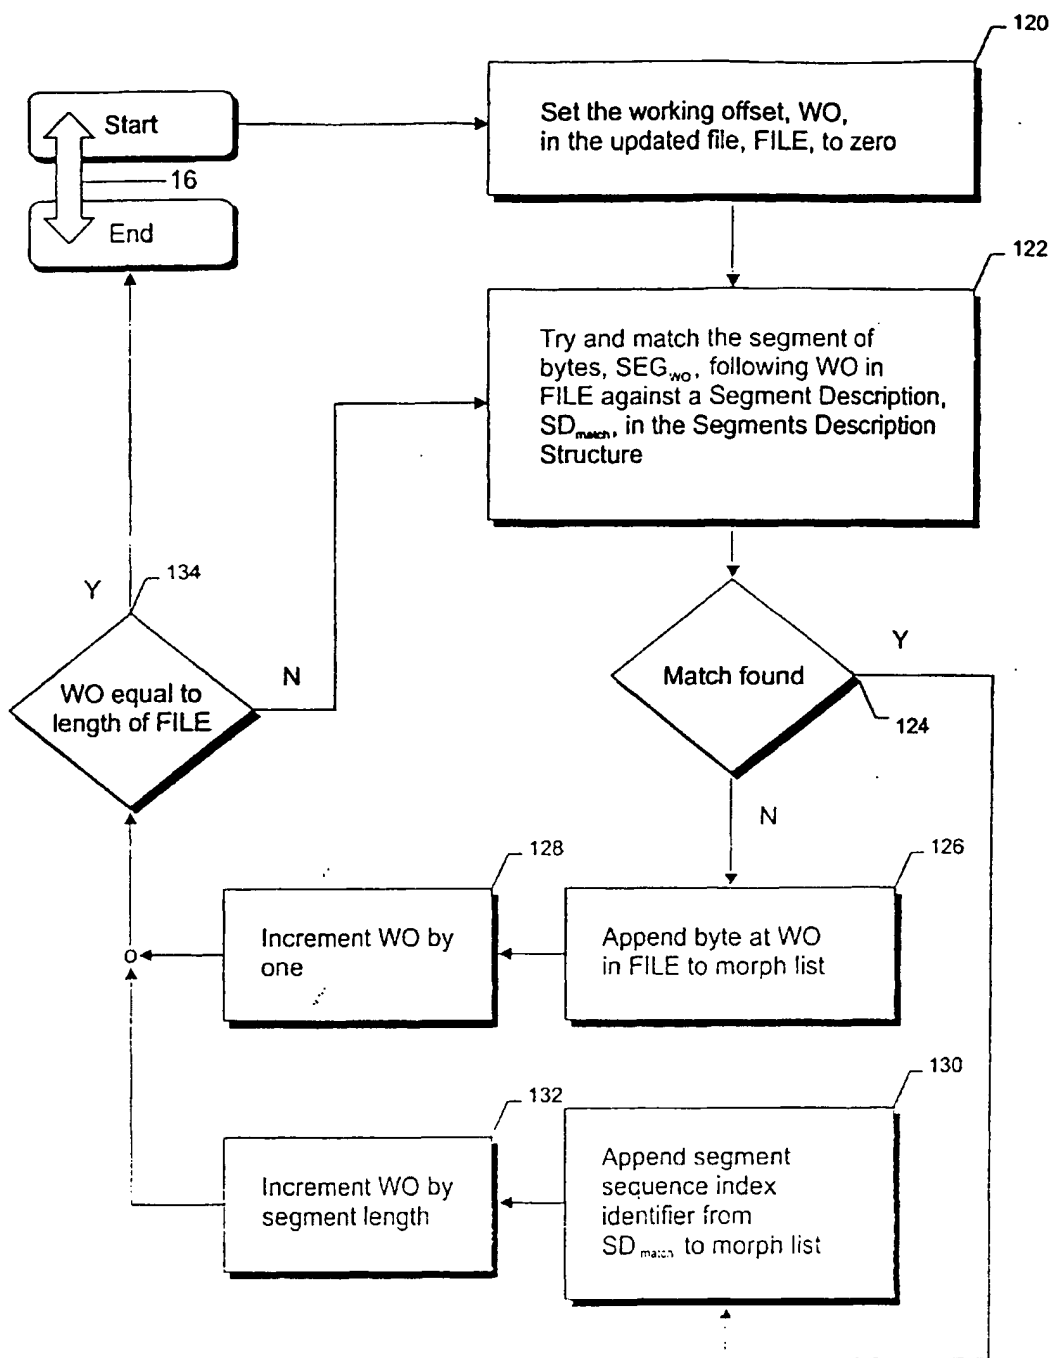 120
Start
Set the working offset, WO,
in the updated file, FILE, to zero
16
End
122
Try and match the segment of
bytes, SEGWO, following WO in
FILE against a Segment Description,
SDmatch, in the Segments Description
Structure
134
Y
Y
N
WO equal to
length of FILE
Match found
124
N
128
126
Increment WO by
one
Append byte at WO
in FILE to morph list
o
130
132
Append segment
sequence index
identifier from
SDmatch to morph list
Increment WO by
segment length